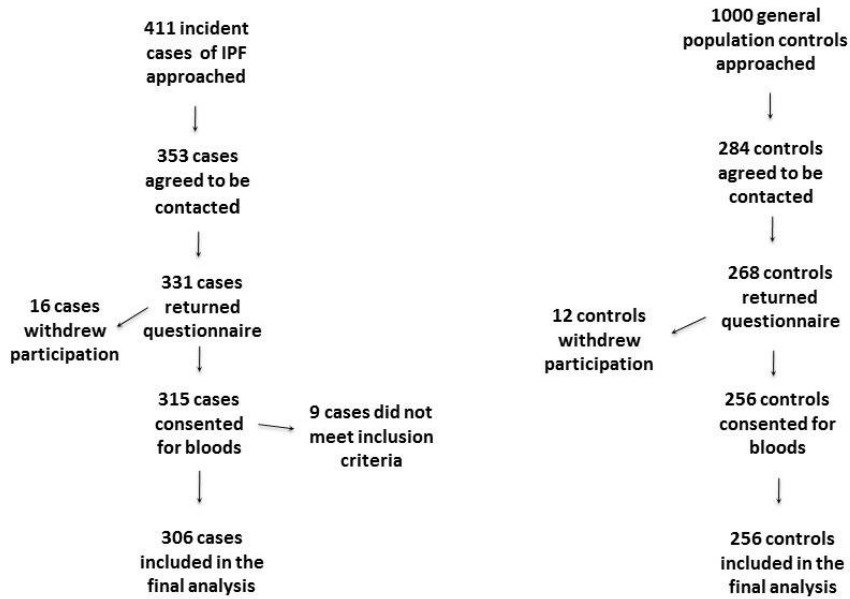 411 incident
cases of IPF
approached
353 cases
agreed to be
contacted
331 cases
returned
questionnaire
16 cases
withdrew
participation
315 cases
consented
for bloods
9 cases did not
meet inclusion
criteria
306 cases
included in the
final analysis
1000 general
population controls
approached
284 controls
agreed to be
contacted
268 controls
returned
questionnaire
12 controls
withdrew
participation
256 controls
consented for
bloods
256 controls
included in the
final analysis